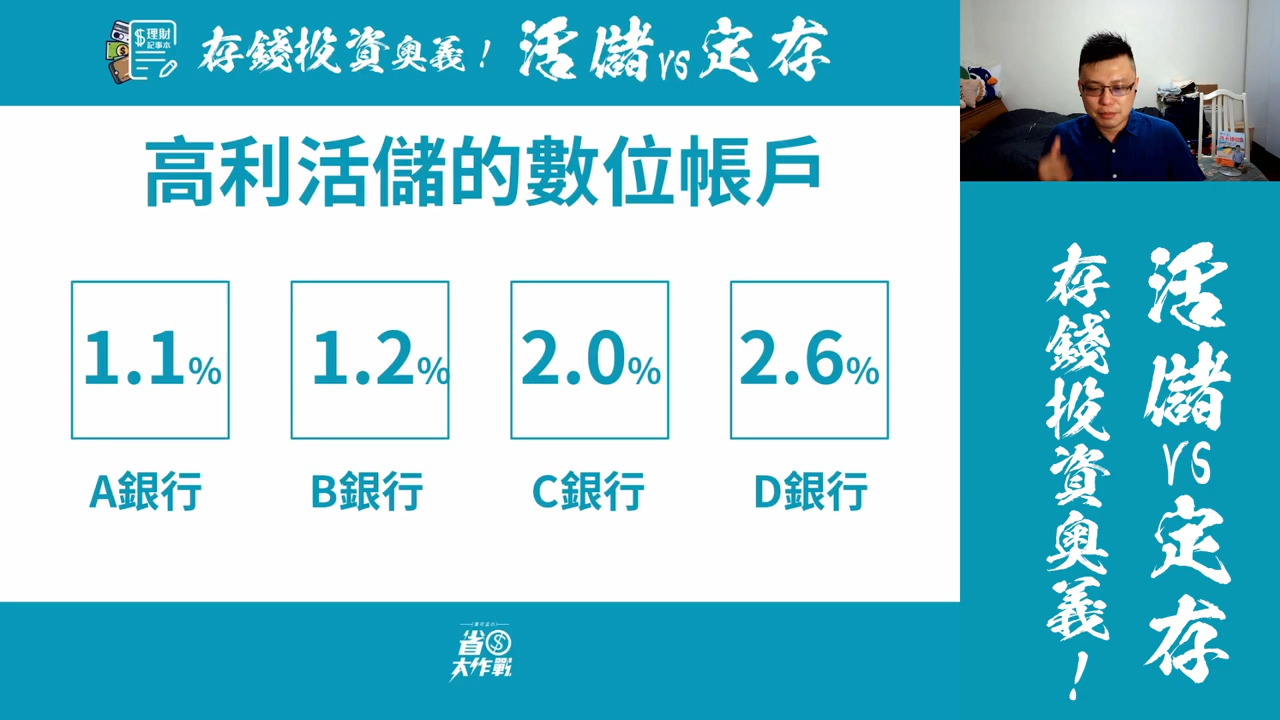 理財
記事本
存錢投資奧義！ 活儲vs定存
高利活儲的數位帳戶
1.1%
1.2%
2.0%
2.6%
A銀行
B銀行
C銀行
D銀行
省
大作戰
活儲vs定存
存錢投資奧義！